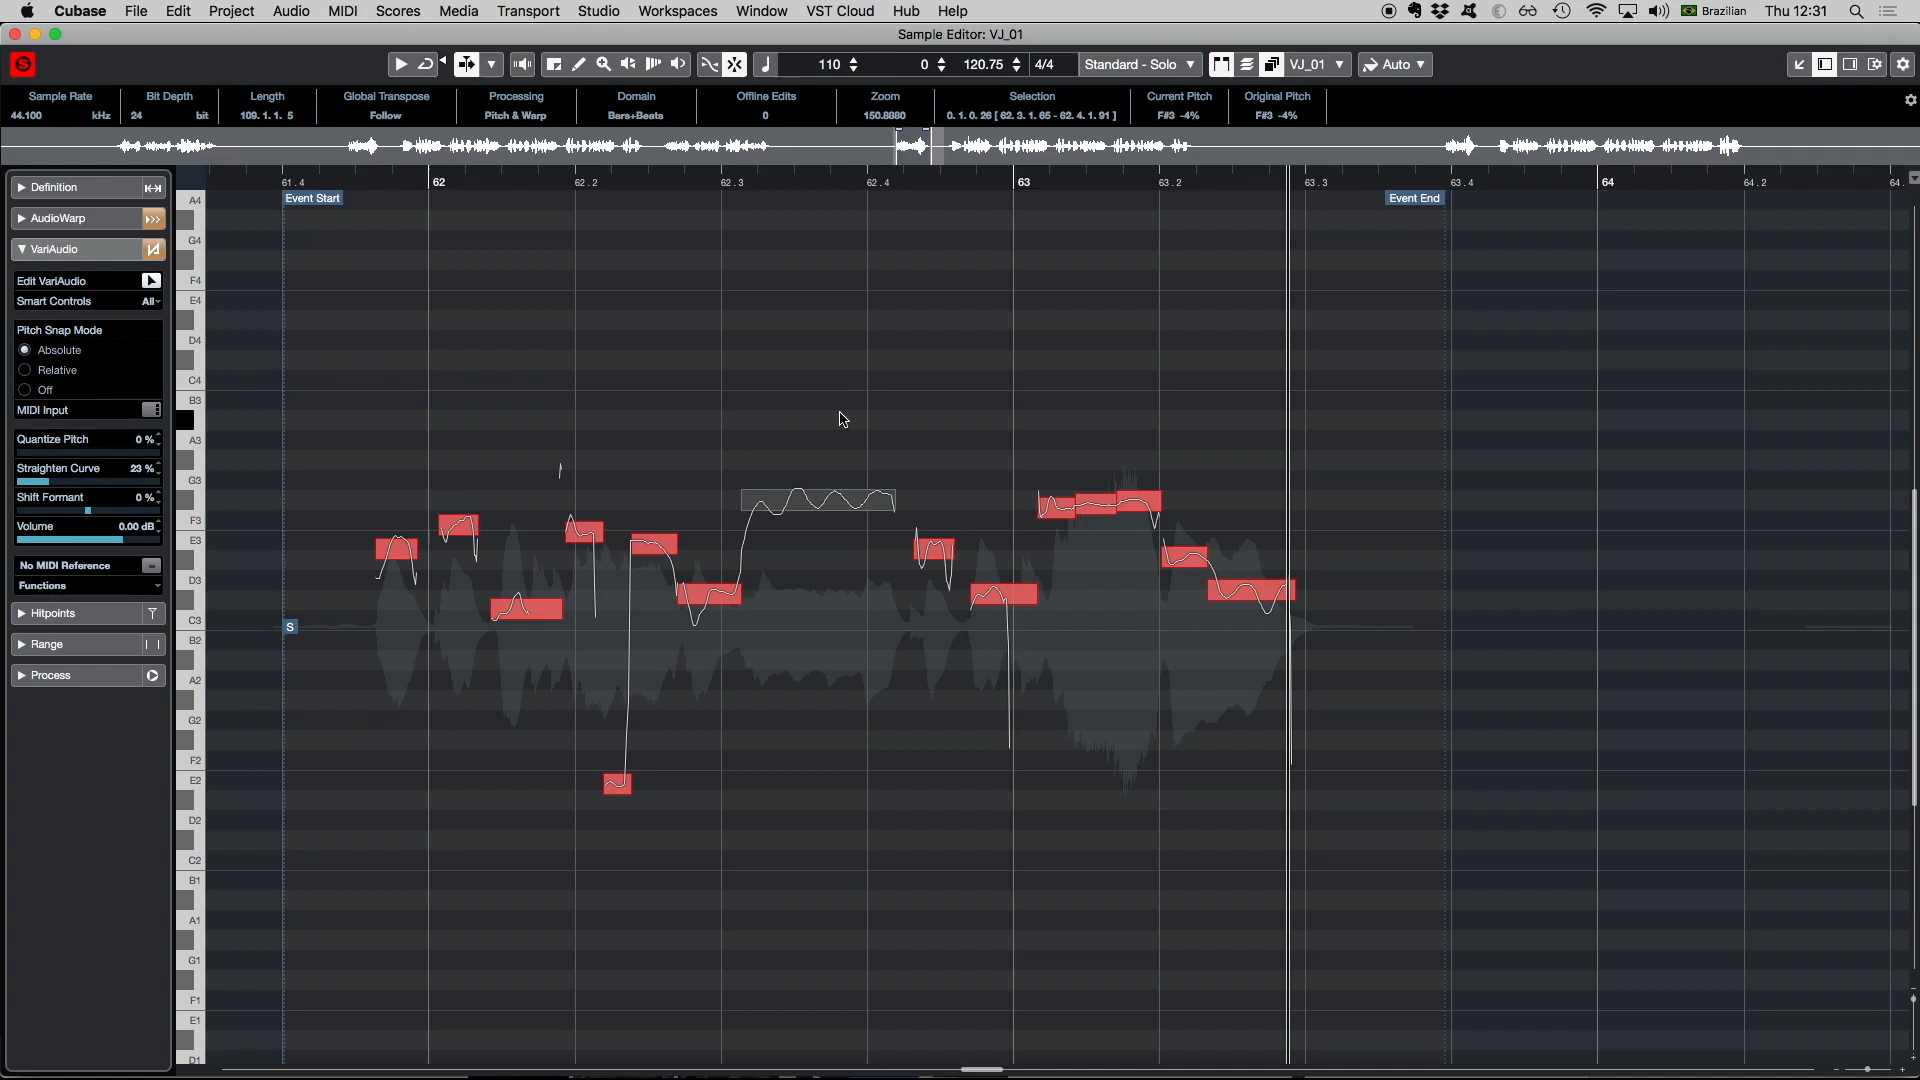 Cubase File Edit Project Audio MIDI Scores Media Transport Studio Workspaces Window VST Cloud Hub Help Brazilian Thu 12:31
Sample Editor: VJ_01
110 0 120.75 4/4 Standard - Solo VJ_01 Auto
Sample Rate Bit Depth Length Global Transpose Processing Domain Offline Edits Zoom Selection Current Pitch Original Pitch
44.100 kHz 24 bit 109. 1. 1. 5 Follow Pitch & Warp Bars+Beats 0 150.8880 0. 1. 0. 26 [ 62. 3. 1. 65 - 62. 4. 1. 91 ] F#3 -4% F#3 -4%
61.4 62 62.2 62.3 62.4 63 63.2 63.3 63.4 64 64.2 64.
Event Start Event End
Definition
AudioWarp
VariAudio
Edit VariAudio
Smart Controls All
Pitch Snap Mode
Absolute
Relative
Off
MIDI Input
Quantize Pitch 0 %
Straighten Curve 23 %
Shift Formant 0 %
Volume 0.00 dB
No MIDI Reference
Functions
Hitpoints
Range
Process
A4
G4
F4
E4
D4
C4
B3
A3
G3
F3
E3
D3
C3
B2
A2
G2
F2
E2
D2
C2
B1
A1
G1
F1
E1
D1
S